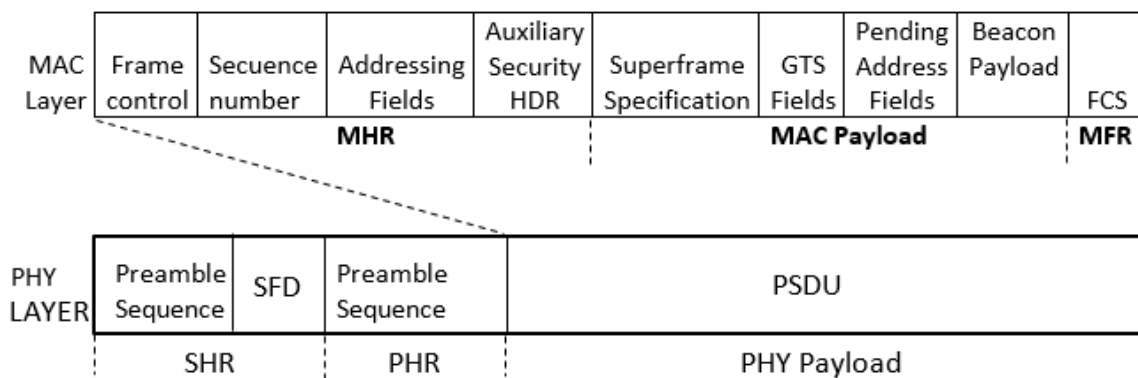 MAC Layer
Frame control
Secuence number
Addressing Fields
Auxiliary Security HDR
Superframe Specification
GTS Fields
Pending Address Fields
Beacon Payload
FCS
MHR
MAC Payload
MFR
PHY LAYER
Preamble Sequence
SFD
Preamble Sequence
PSDU
SHR
PHR
PHY Payload